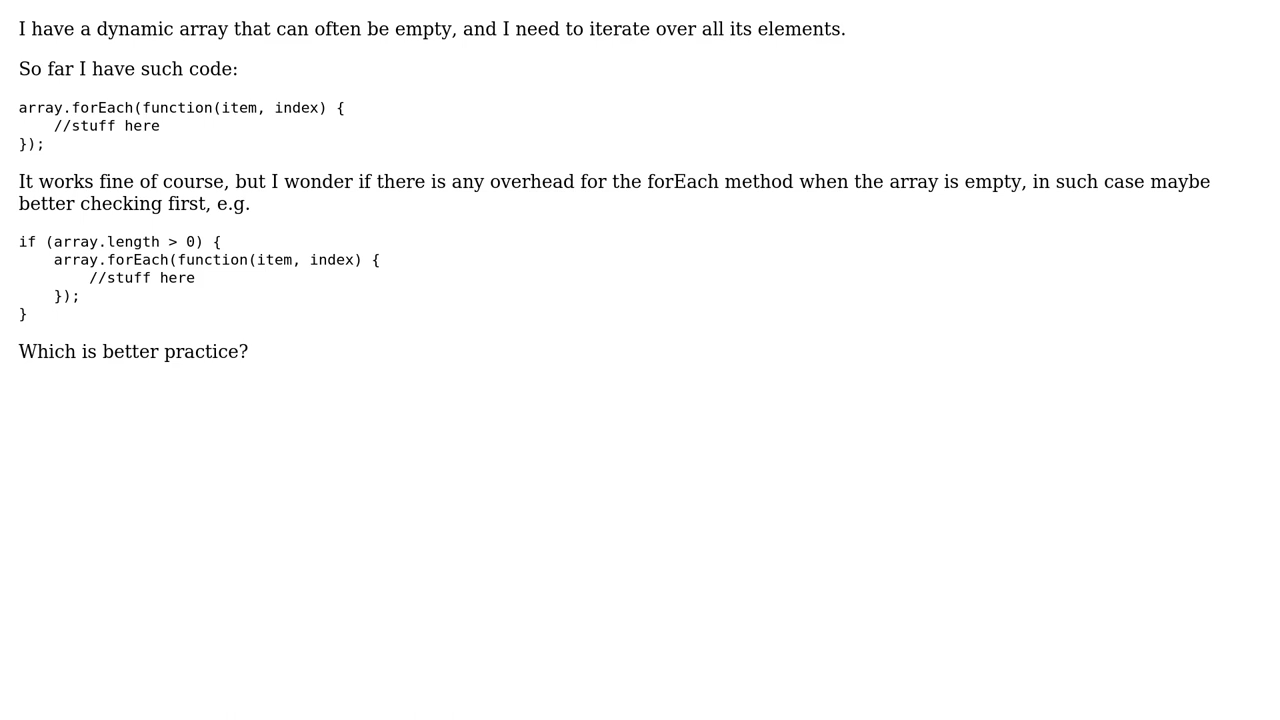 I have a dynamic array that can often be empty, and I need to iterate over all its elements.
So far I have such code:
array.forEach(function(item, index) {
    //stuff here
});
It works fine of course, but I wonder if there is any overhead for the forEach method when the array is empty, in such case maybe
better checking first, e.g.
if (array.length > 0) {
    array.forEach(function(item, index) {
        //stuff here
    });
}
Which is better practice?